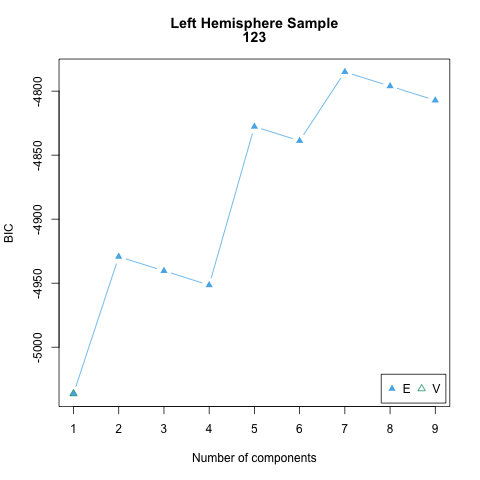 Left Hemisphere Sample
123
BIC
-4800
-4850
-4900
-4950
-5000
1 2 3 4 5 6 7 8 9
Number of components
E V